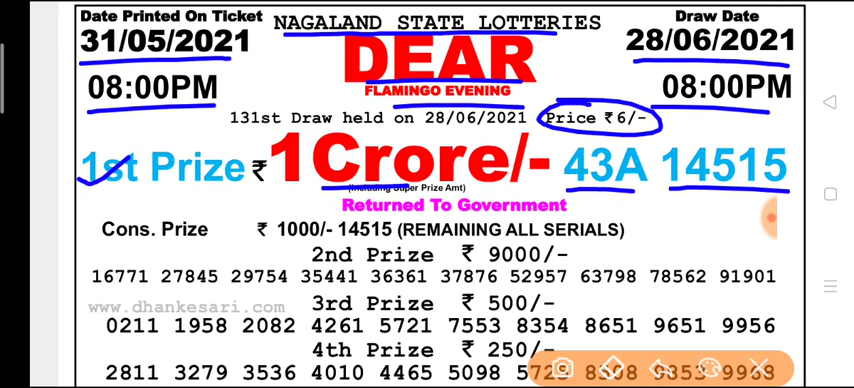 Date Printed On Ticket
31/05/2021
08:00PM
NAGALAND STATE LOTTERIES
DEAR
FLAMINGO EVENING
Draw Date
28/06/2021
08:00PM
131st Draw held on 28/06/2021 Price ₹6/-
1st Prize ₹ 1Crore/- 43A 14515
(Including Super Prize Amt)
Returned To Government
Cons. Prize ₹ 1000/- 14515 (REMAINING ALL SERIALS)
2nd Prize ₹ 9000/-
16771 27845 29754 35441 36361 37876 52957 63798 78562 91901
www.dhankesari.com
3rd Prize ₹ 500/-
0211 1958 2082 4261 5721 7553 8354 8651 9651 9956
4th Prize ₹ 250/-
2811 3279 3536 4010 4465 5098